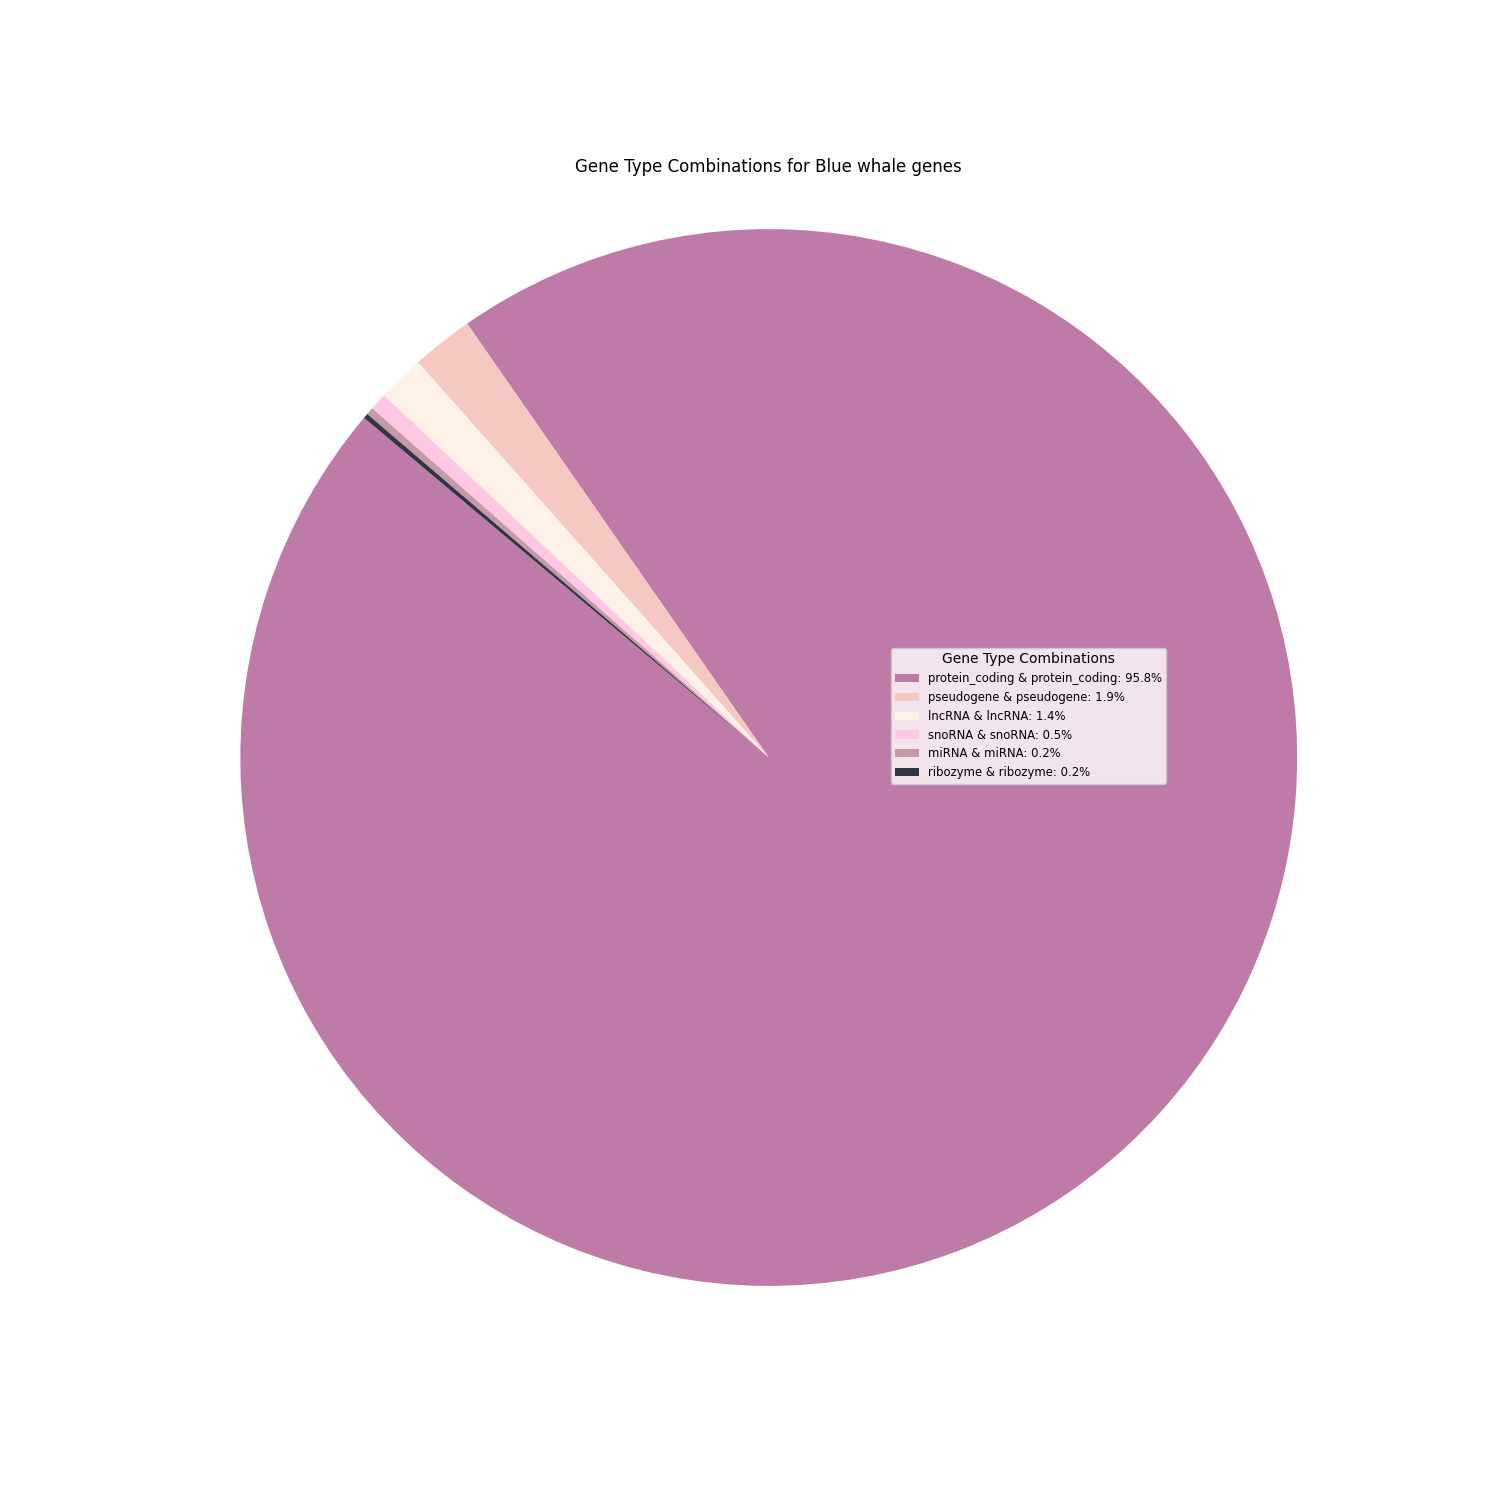 Gene Type Combinations for Blue whale genes
Gene Type Combinations
protein_coding & protein_coding: 95.8%
pseudogene & pseudogene: 1.9%
lncRNA & lncRNA: 1.4%
snoRNA & snoRNA: 0.5%
miRNA & miRNA: 0.2%
ribozyme & ribozyme: 0.2%